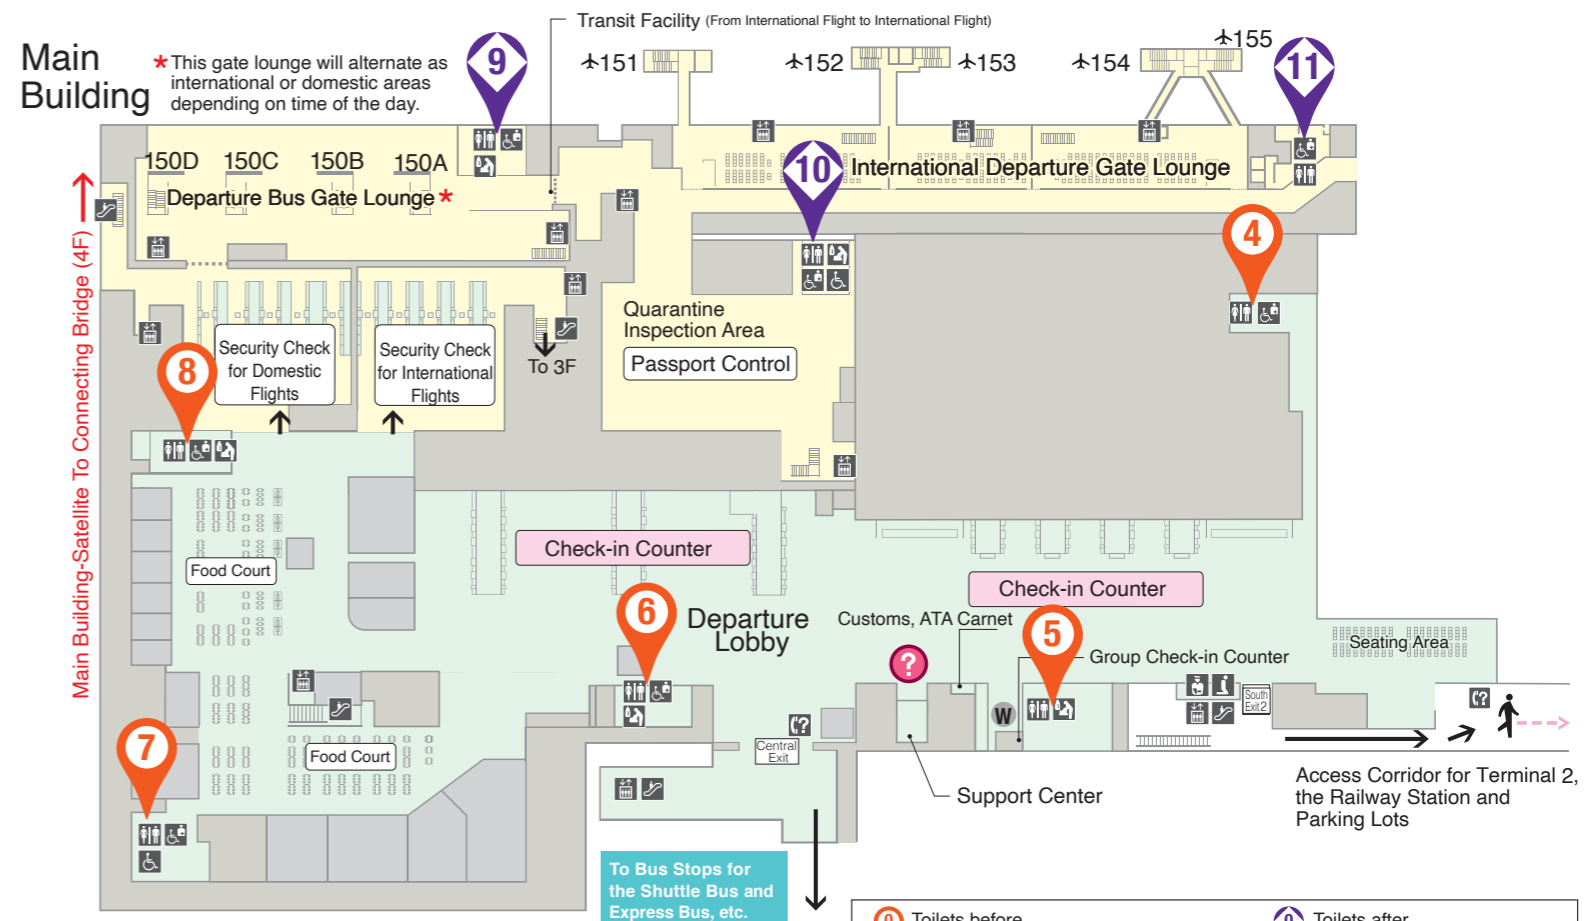 Main
Building
* This gate lounge will alternate as
international or domestic areas
depending on time of the day.
Transit Facility (From International Flight to International Flight)
9
151
152
153
154
155
11
150D
150C
150B
150A
Departure Bus Gate Lounge *
10
International Departure Gate Lounge
4
Main Building-Satellite To Connecting Bridge (4F)
Quarantine
Inspection Area
Passport Control
Security Check
for Domestic
Flights
Security Check
for International
Flights
To 3F
8
Food Court
Check-in Counter
Check-in Counter
6
Departure
Lobby
Customs, ATA Carnet
5
?
Group Check-in Counter
Seating Area
W
South
Exit2
?
7
Food Court
?
Central
Exit
Support Center
Access Corridor for Terminal 2,
the Railway Station and
Parking Lots
To Bus Stops for
the Shuttle Bus and
Express Bus, etc.
Toilets before
Toilets after